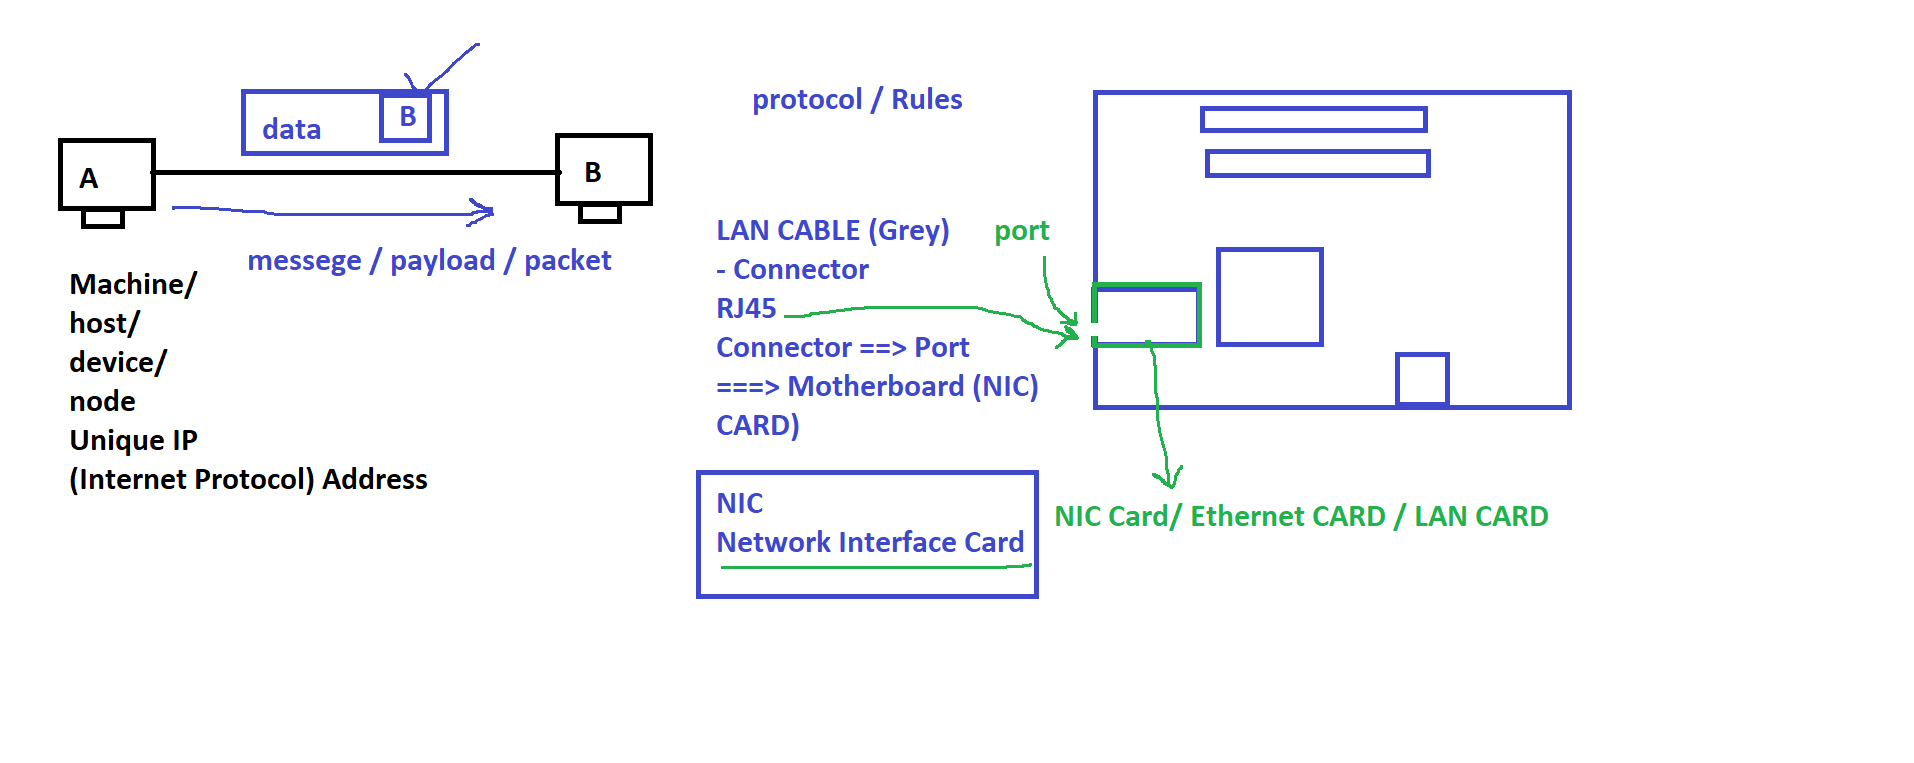 data
B
A
B
messege / payload / packet
Machine/
host/
device/
node
Unique IP
(Internet Protocol) Address
protocol / Rules
LAN CABLE (Grey)
- Connector
RJ45
Connector ==> Port
===> Motherboard (NIC)
CARD)
port
NIC
Network Interface Card
NIC Card/ Ethernet CARD / LAN CARD